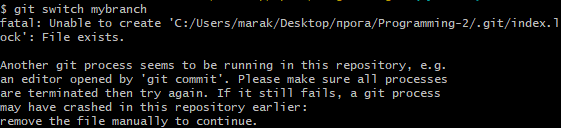 $ git switch mybranch
fatal: Unable to create 'C:/Users/marak/Desktop/прога/Programming-2/.git/index.l
ock': File exists.
Another git process seems to be running in this repository, e.g.
an editor opened by 'git commit'. Please make sure all processes
are terminated then try again. If it still fails, a git process
may have crashed in this repository earlier:
remove the file manually to continue.